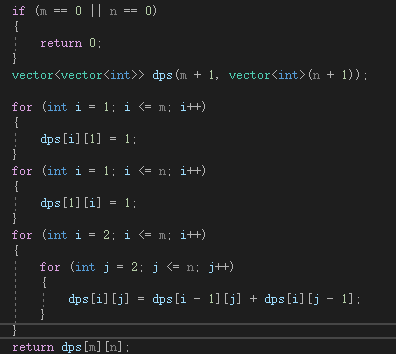 if (m == 0 || n == 0)
{
return 0;
}
vector<vector<int>> dps(m + 1, vector<int>(n + 1));
for (int i = 1; i <= m; i++)
{
dps[i][1] = 1;
}
for (int i = 1; i <= n; i++)
{
dps[1][i] = 1;
}
for (int i = 2; i <= m; i++)
{
for (int j = 2; j <= n; j++)
{
dps[i][j] = dps[i - 1][j] + dps[i][j - 1];
}
}
return dps[m][n];